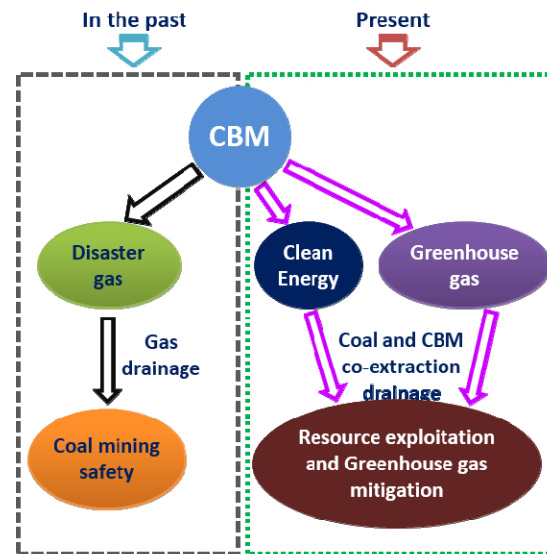 In the past
Present
CBM
Disaster
gas
Clean
Energy
Greenhouse
gas
Gas
drainage
Coal and CBM
co-extraction
drainage
Coal mining
safety
Resource exploitation
and Greenhouse gas
mitigation